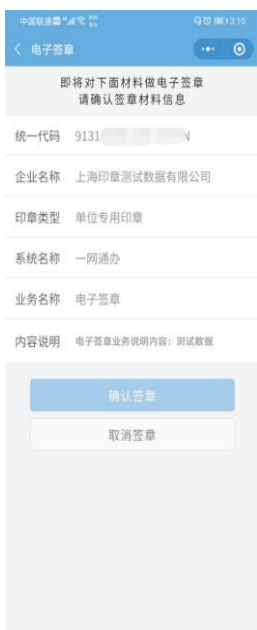 中国联通
3:10
电子签章
即将对下面材料做电子签章
请确认签章材料信息
统一代码 9131
企业名称 上海印章测试数据有限公司
印章类型 单位专用印章
系统名称 一网通办
业务名称 电子签章
内容说明 电子签章业务说明内容：测试数据
确认签章
取消签章